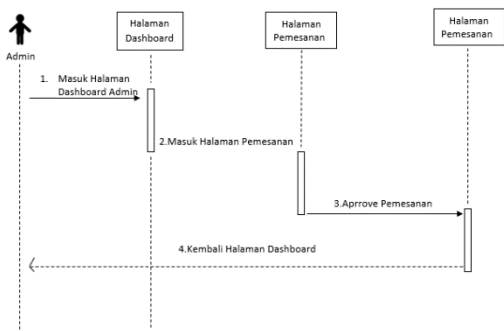 Halaman
Dashboard
Halaman
Pemesanan
Halaman
Pemesanan
Admin
1. Masuk Halaman
Dashboard Admin
2.Masuk Halaman Pemesanan
3.Aprrove Pemesanan
4.Kembali Halaman Dashboard